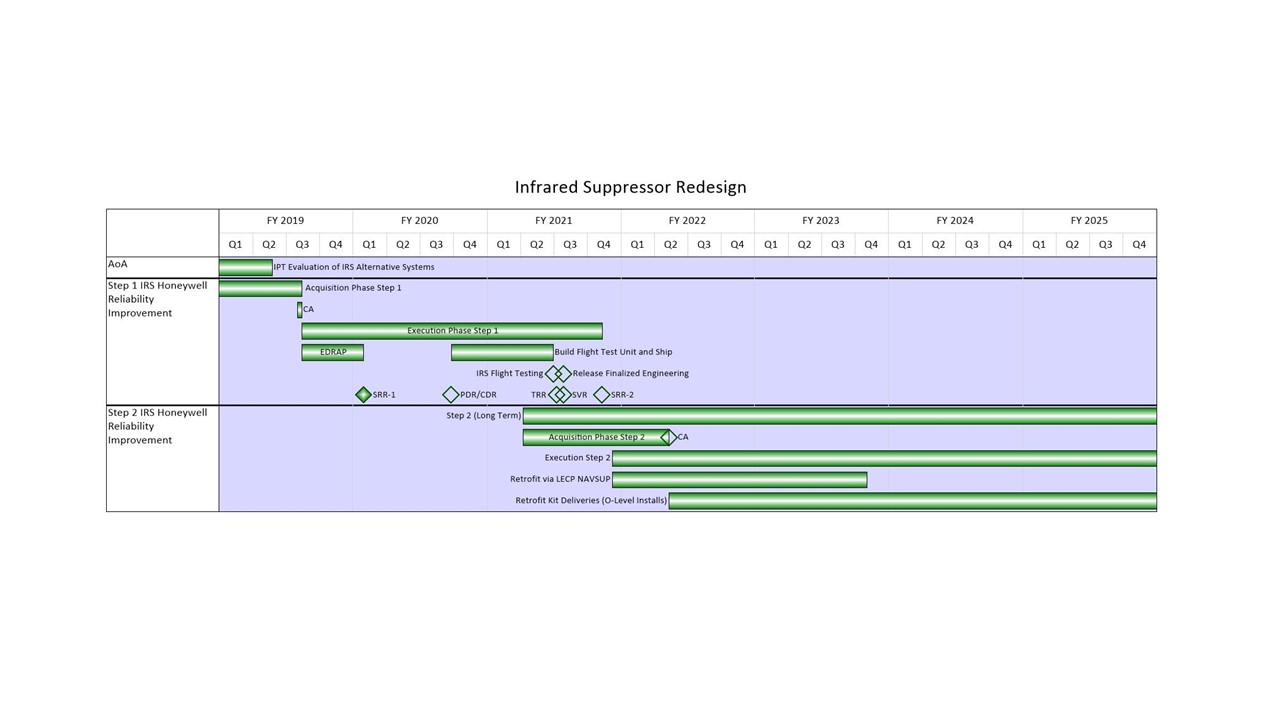 Infrared Suppressor Redesign
FY 2019 FY 2020 FY 2021 FY 2022 FY 2023 FY 2024 FY 2025
Q1 Q2 Q3 Q4 Q1 Q2 Q3 Q4 Q1 Q2 Q3 Q4 Q1 Q2 Q3 Q4 Q1 Q2 Q3 Q4 Q1 Q2 Q3 Q4 Q1 Q2 Q3 Q4
AoA
IPT Evaluation of IRS Alternative Systems
Step 1 IRS Honeywell
Reliability
Improvement
Acquisition Phase Step 1
CA
Execution Phase Step 1
EDRAP
Build Flight Test Unit and Ship
IRS Flight Testing
Release Finalized Engineering
SRR-1
PDR/CDR
TRR
SVR
SRR-2
Step 2 IRS Honeywell
Reliability
Improvement
Step 2 (Long Term)
Acquisition Phase Step 2
CA
Execution Step 2
Retrofit via LECP NAVSUP
Retrofit Kit Deliveries (O-Level Installs)